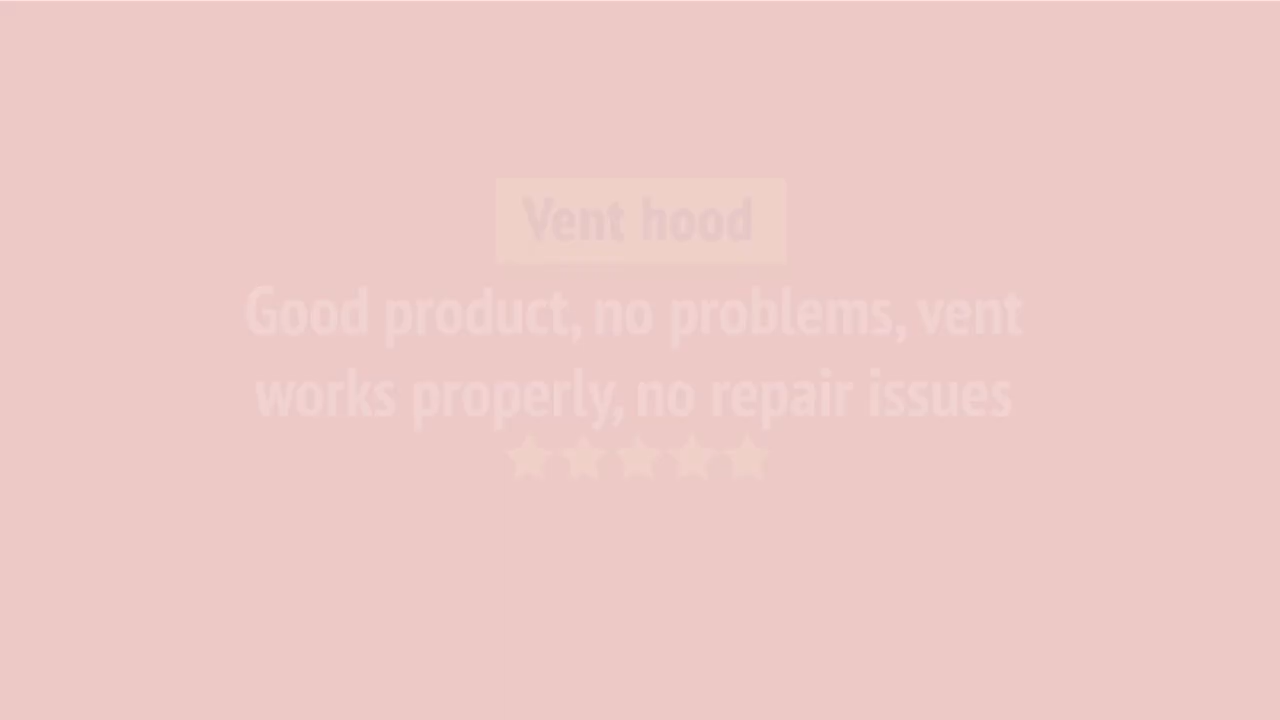 Vent hood
Good product, no problems, vent
works properly, no repair issues